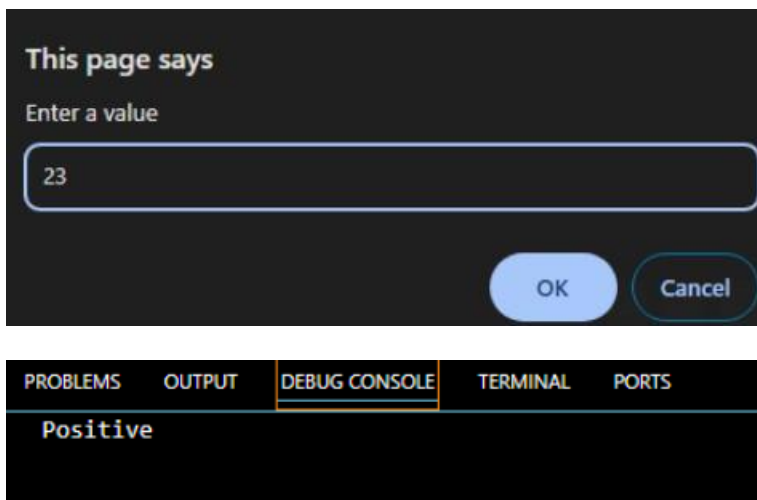 This page says
Enter a value
23
OK Cancel
PROBLEMS OUTPUT DEBUG CONSOLE TERMINAL PORTS
Positive